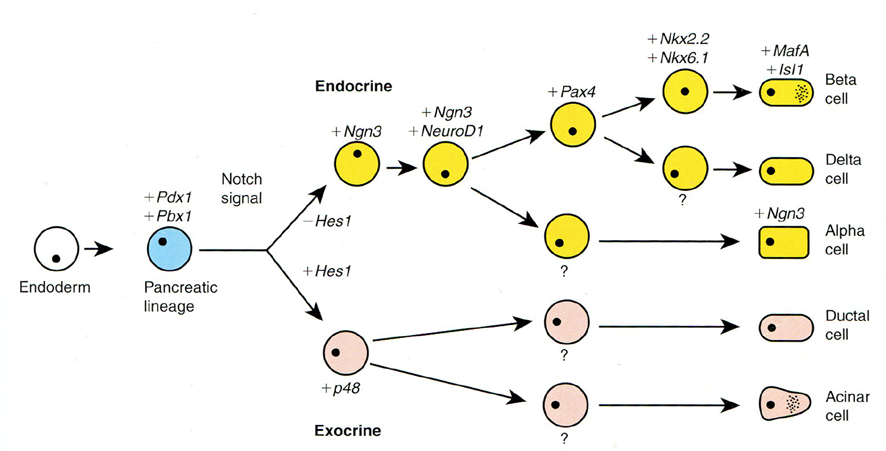 +Nkx2.2
+Nkx6.1
+MafA
+Isl1
Beta
cell
Endocrine
+Pax4
+Ngn3
+Ngn3
+NeuroD1
Delta
cell
?
Notch
signal
+Pdx1
+Pbx1
−Hes1
+Ngn3
Alpha
cell
?
Endoderm
Pancreatic
lineage
+Hes1
Ductal
cell
?
+p48
Acinar
cell
Exocrine
?